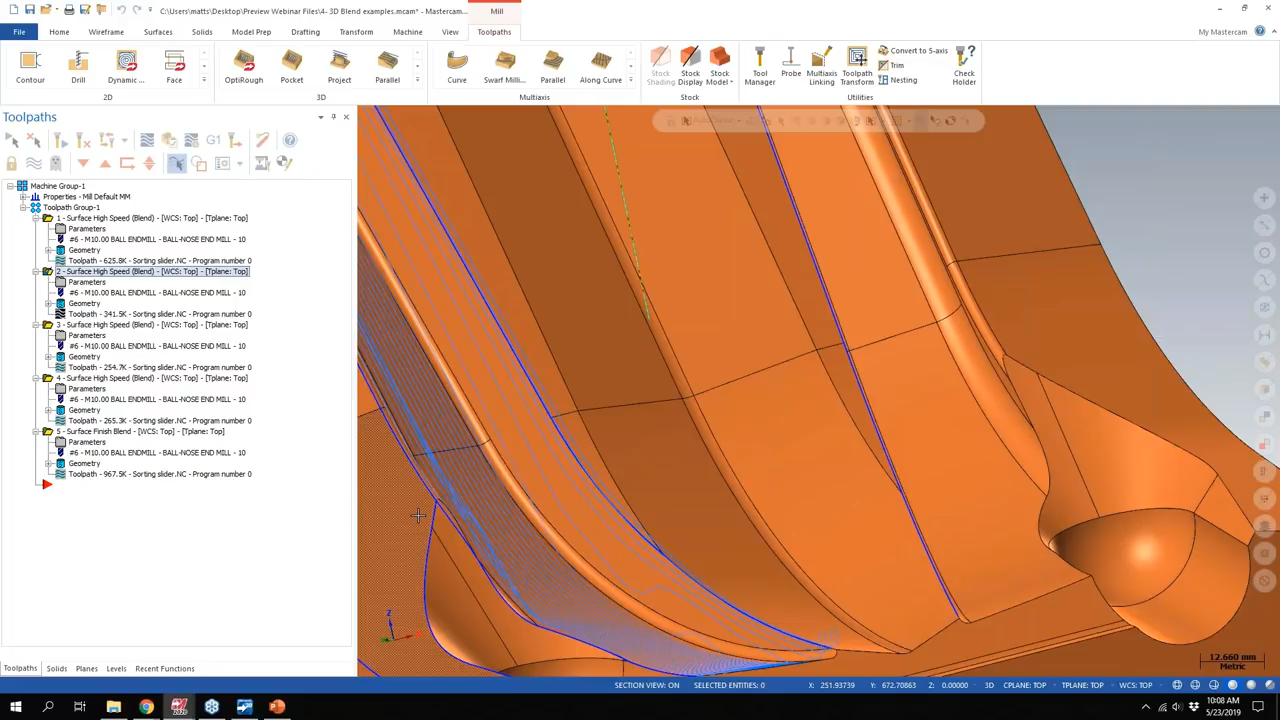 C:\Users\matts\Desktop\Preview Webinar Files\4- 3D Blend examples.mcam* - Mastercam...
Mill
File Home Wireframe Surfaces Solids Model Prep Drafting Transform Machine View Toolpaths
My Mastercam
Contour Drill Dynamic ... Face
2D
OptiRough Pocket Project Parallel
3D
Curve Swarf Milli... Parallel Along Curve
Multiaxis
Stock Shading
Stock Display
Stock Model
Stock
Tool Manager
Probe
Multiaxis Linking
Toolpath Transform
Convert to 5-axis
Trim
Nesting
Check Holder
Utilities
Toolpaths
G1
Machine Group-1
Properties - Mill Default MM
Toolpath Group-1
1 - Surface High Speed (Blend) - [WCS: Top] - [Tplane: Top]
Parameters
#6 - M10.00 BALL ENDMILL - BALL-NOSE END MILL - 10
Geometry
Toolpath - 625.8K - Sorting slider.NC - Program number 0
2 - Surface High Speed (Blend) - [WCS: Top] - [Tplane: Top]
Parameters
#6 - M10.00 BALL ENDMILL - BALL-NOSE END MILL - 10
Geometry
Toolpath - 341.5K - Sorting slider.NC - Program number 0
3 - Surface High Speed (Blend) - [WCS: Top] - [Tplane: Top]
Parameters
#6 - M10.00 BALL ENDMILL - BALL-NOSE END MILL - 10
Geometry
Toolpath - 254.7K - Sorting slider.NC - Program number 0
4 - Surface High Speed (Blend) - [WCS: Top] - [Tplane: Top]
Parameters
#6 - M10.00 BALL ENDMILL - BALL-NOSE END MILL - 10
Geometry
Toolpath - 265.3K - Sorting slider.NC - Program number 0
5 - Surface Finish Blend - [WCS: Top] - [Tplane: Top]
Parameters
#6 - M10.00 BALL ENDMILL - BALL-NOSE END MILL - 10
Geometry
Toolpath - 967.5K - Sorting slider.NC - Program number 0
Z
12.660 mm
Metric
Toolpaths Solids Planes Levels Recent Functions
SECTION VIEW: ON SELECTED ENTITIES: 0 X: 251.93739 Y: 672.70863 Z: 0.00000 3D CPLANE: TOP TPLANE: TOP WCS: TOP
10:08 AM
5/23/2019